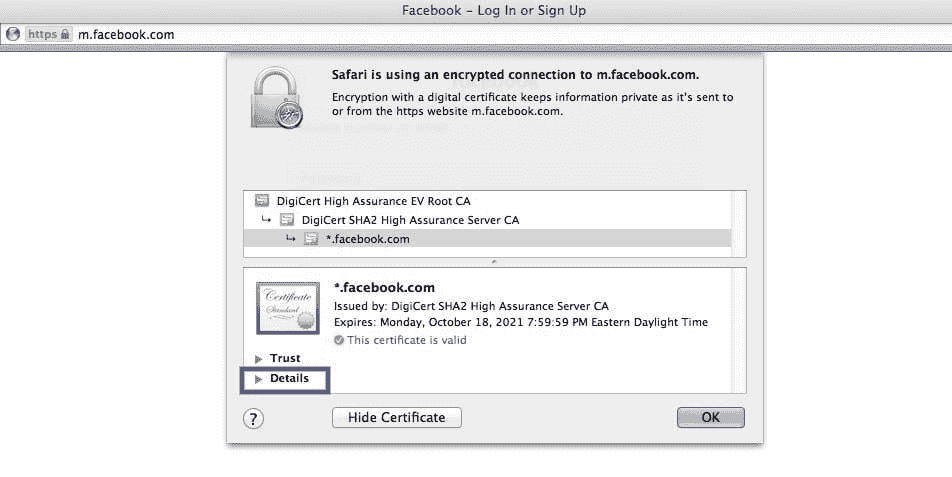 Facebook – Log In or Sign Up
https m.facebook.com
Safari is using an encrypted connection to m.facebook.com.
Encryption with a digital certificate keeps information private as it's sent to
or from the https website m.facebook.com.
DigiCert High Assurance EV Root CA
DigiCert SHA2 High Assurance Server CA
*.facebook.com
Certificate
Standard
*.facebook.com
Issued by: DigiCert SHA2 High Assurance Server CA
Expires: Monday, October 18, 2021 7:59:59 PM Eastern Daylight Time
This certificate is valid
Trust
Details
? Hide Certificate OK